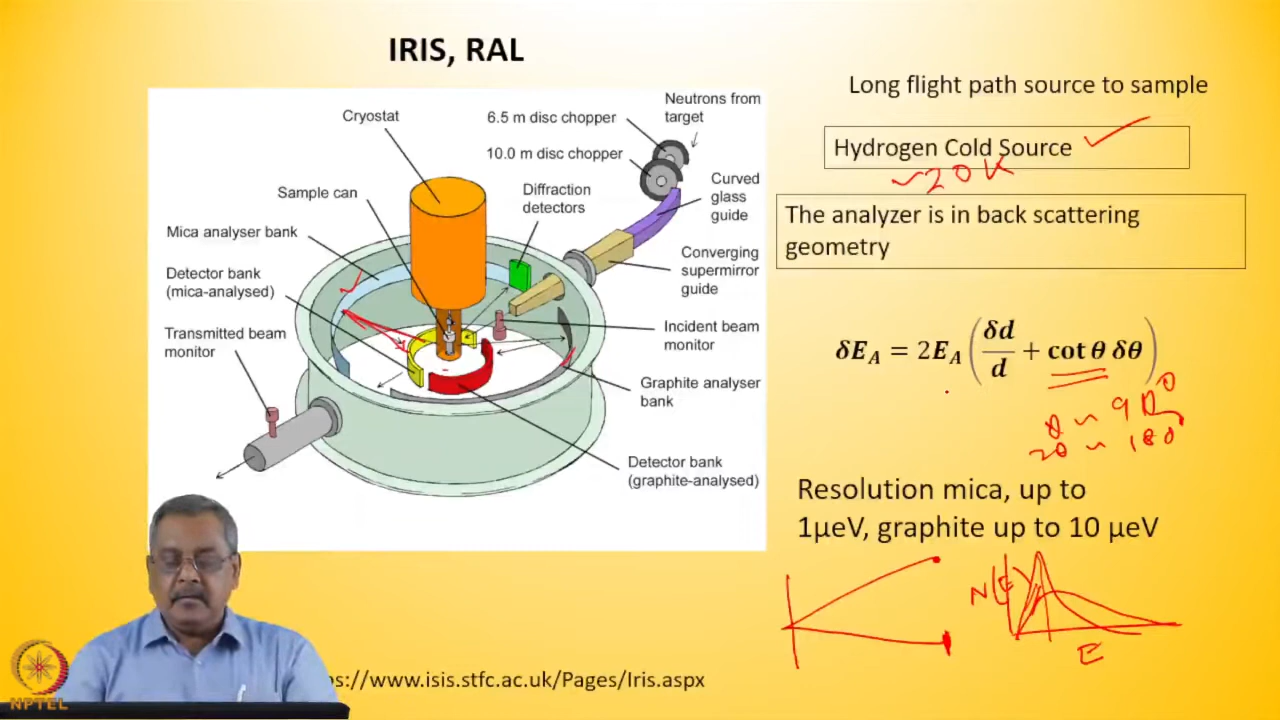 IRIS, RAL
Neutrons from
target
6.5 m disc chopper
10.0 m disc chopper
Cryostat
Diffraction
detectors
Curved
glass
guide
Sample can
Mica analyser bank
Converging
supermirror
guide
Detector bank
(mica-analysed)
Transmitted beam
monitor
Incident beam
monitor
Graphite analyser
bank
Detector bank
(graphite-analysed)
Long flight path source to sample
Hydrogen Cold Source
~20K
The analyzer is in back scattering
geometry
δE_A = 2E_A (δd/d + cot θ δθ)
θ ~ 90°
2θ ~ 180°
Resolution mica, up to
1μeV, graphite up to 10 μeV
N(E)
E
s://www.isis.stfc.ac.uk/Pages/Iris.aspx
NPTEL